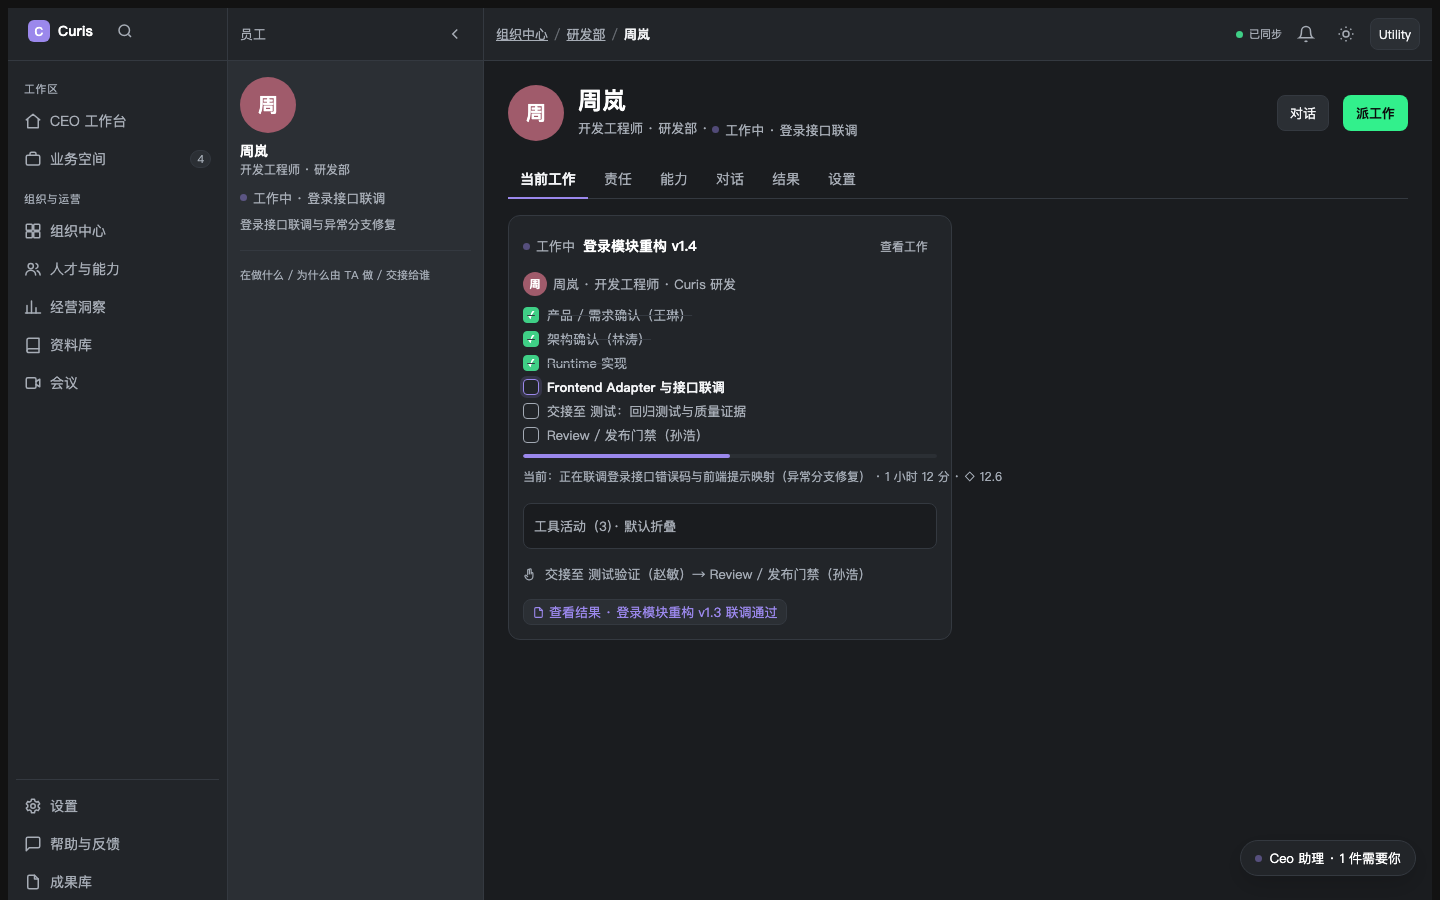 C Curis
工作区
CEO 工作台
业务空间 4
组织与运营
组织中心
人才与能力
经营洞察
资料库
会议
设置
帮助与反馈
成果库
员工
周
周岚
开发工程师 · 研发部
工作中 · 登录接口联调
登录接口联调与异常分支修复
在做什么 / 为什么由 TA 做 / 交接给谁
组织中心 / 研发部 / 周岚
已同步
Utility
周
周岚
开发工程师 · 研发部 · 工作中 · 登录接口联调
对话
派工作
当前工作 责任 能力 对话 结果 设置
工作中 登录模块重构 v1.4 查看工作
周 周岚 · 开发工程师 · Curis 研发
产品 / 需求确认（王琳）
架构确认（林涛）
Runtime 实现
Frontend Adapter 与接口联调
交接至 测试：回归测试与质量证据
Review / 发布门禁（孙浩）
当前：正在联调登录接口错误码与前端提示映射（异常分支修复） · 1 小时 12 分 · ◇ 12.6
工具活动（3）· 默认折叠
交接至 测试验证（赵敏）→ Review / 发布门禁（孙浩）
查看结果 · 登录模块重构 v1.3 联调通过
Ceo 助理 · 1 件需要你